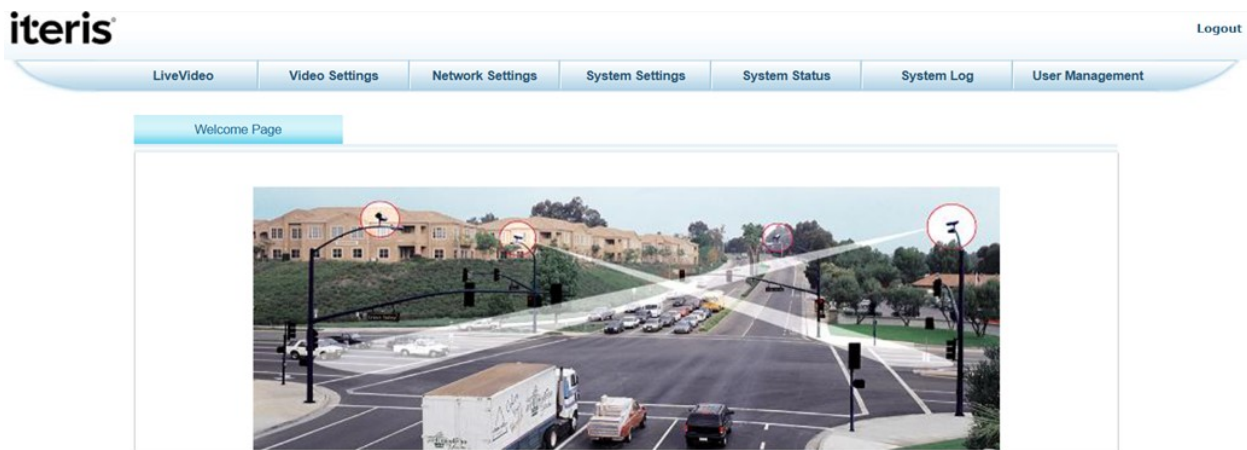 iteris
Logout
LiveVideo Video Settings Network Settings System Settings System Status System Log User Management
Welcome Page